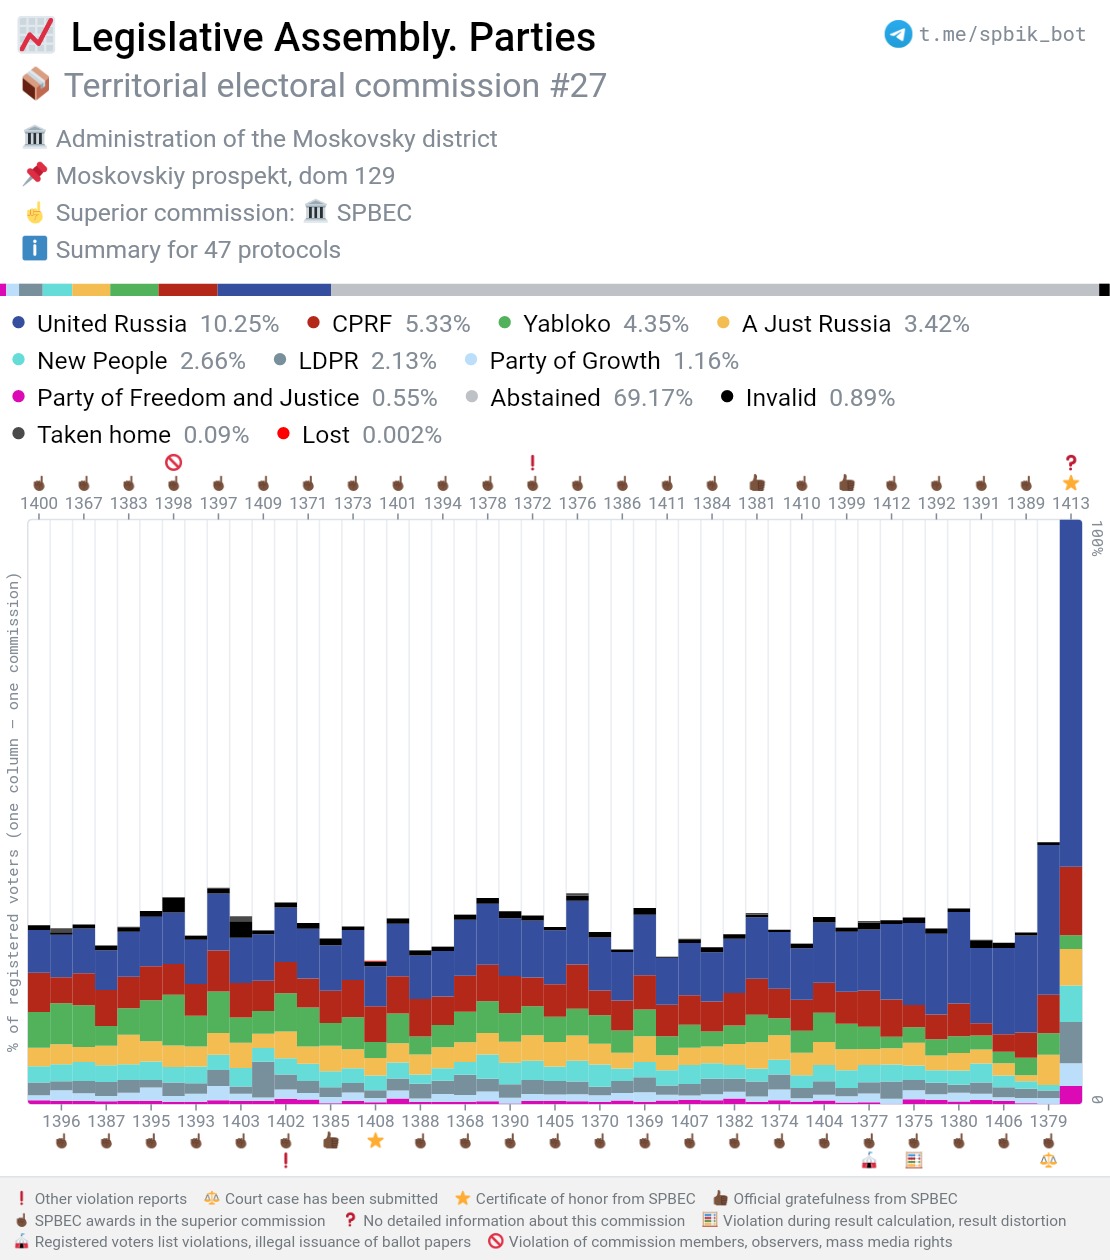 Legislative Assembly. Parties
t.me/spbik_bot
Territorial electoral commission #27
Administration of the Moskovsky district
Moskovskiy prospekt, dom 129
Superior commission: SPBEC
Summary for 47 protocols
United Russia 10.25% CPRF 5.33% Yabloko 4.35% A Just Russia 3.42%
New People 2.66% LDPR 2.13% Party of Growth 1.16%
Party of Freedom and Justice 0.55% Abstained 69.17% Invalid 0.89%
Taken home 0.09% Lost 0.002%
1400 1367 1383 1398 1397 1409 1371 1373 1401 1394 1378 1372 1376 1386 1411 1384 1381 1410 1399 1412 1392 1391 1389 1413
100%
% of registered voters (one column – one commission)
0
1396 1387 1395 1393 1403 1402 1385 1408 1388 1368 1390 1405 1370 1369 1407 1382 1374 1404 1377 1375 1380 1406 1379
Other violation reports Court case has been submitted Certificate of honor from SPBEC Official gratefulness from SPBEC
SPBEC awards in the superior commission No detailed information about this commission Violation during result calculation, result distortion
Registered voters list violations, illegal issuance of ballot papers Violation of commission members, observers, mass media rights